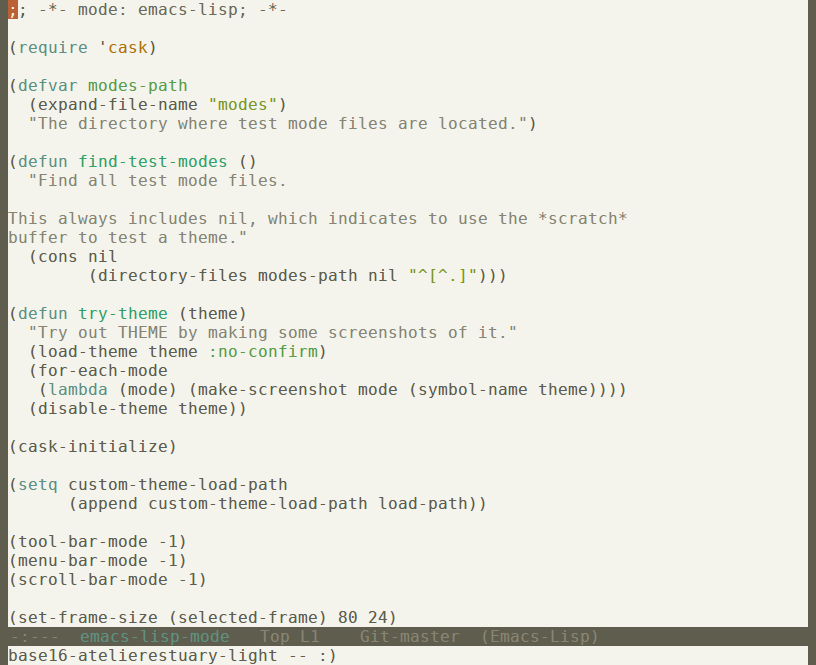 ;; -*- mode: emacs-lisp; -*-

(require 'cask)

(defvar modes-path
  (expand-file-name "modes")
  "The directory where test mode files are located.")

(defun find-test-modes ()
  "Find all test mode files.

This always includes nil, which indicates to use the *scratch*
buffer to test a theme."
  (cons nil
        (directory-files modes-path nil "^[^.]")))

(defun try-theme (theme)
  "Try out THEME by making some screenshots of it."
  (load-theme theme :no-confirm)
  (for-each-mode
   (lambda (mode) (make-screenshot mode (symbol-name theme))))
  (disable-theme theme))

(cask-initialize)

(setq custom-theme-load-path
      (append custom-theme-load-path load-path))

(tool-bar-mode -1)
(menu-bar-mode -1)
(scroll-bar-mode -1)

(set-frame-size (selected-frame) 80 24)
-:---  emacs-lisp-mode   Top L1    Git-master  (Emacs-Lisp)
base16-atelierestuary-light -- :)